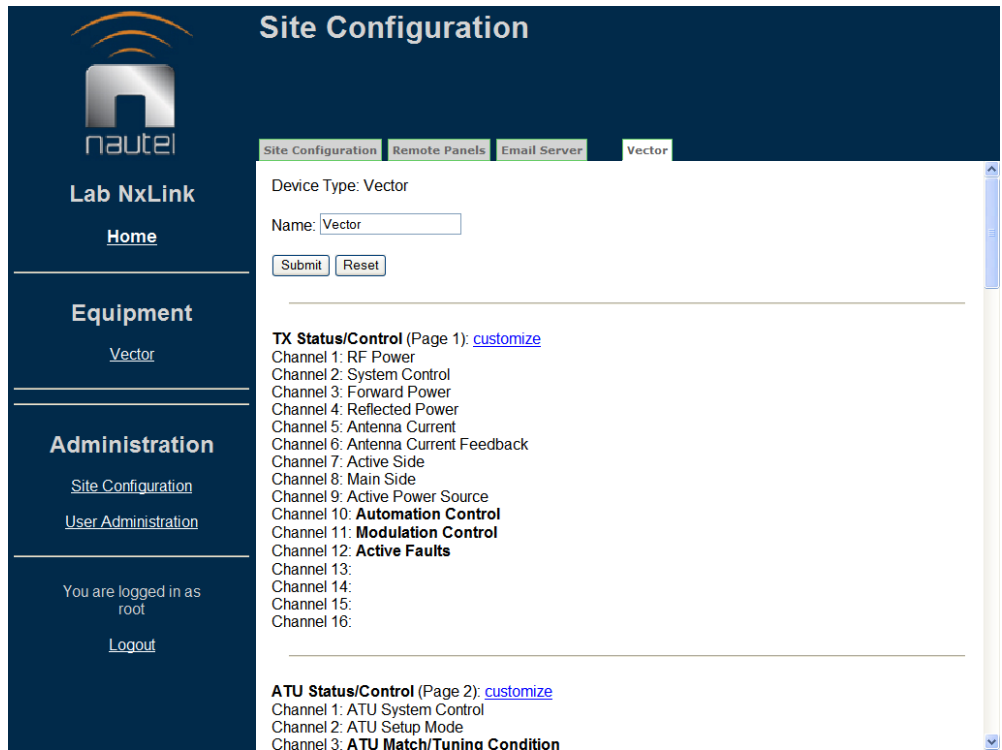 nautel
Lab NxLink
Home
Equipment
Vector
Administration
Site Configuration
User Administration
You are logged in as
root
Logout
Site Configuration
Site Configuration
Remote Panels
Email Server
Vector
Device Type: Vector
Name: Vector
Submit Reset
TX Status/Control (Page 1): customize
Channel 1: RF Power
Channel 2: System Control
Channel 3: Forward Power
Channel 4: Reflected Power
Channel 5: Antenna Current
Channel 6: Antenna Current Feedback
Channel 7: Active Side
Channel 8: Main Side
Channel 9: Active Power Source
Channel 10: Automation Control
Channel 11: Modulation Control
Channel 12: Active Faults
Channel 13:
Channel 14:
Channel 15:
Channel 16:
ATU Status/Control (Page 2): customize
Channel 1: ATU System Control
Channel 2: ATU Setup Mode
Channel 3: ATU Match/Tuning Condition